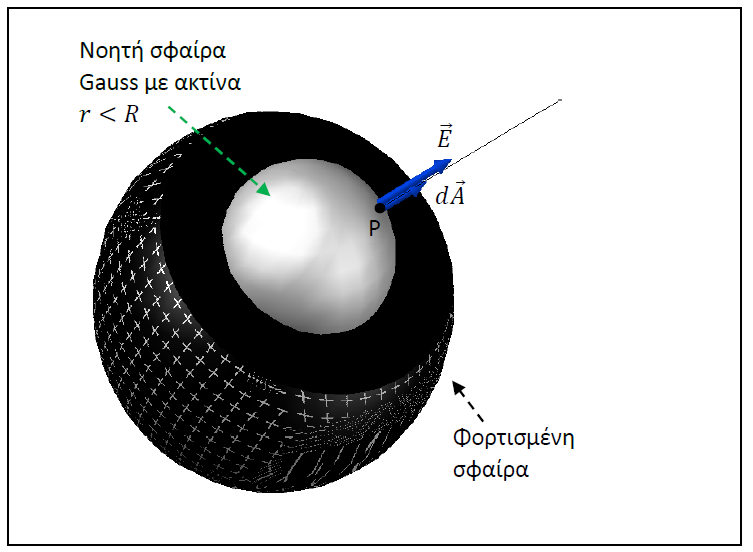 Νοητή σφαίρα
Gauss με ακτίνα
r < R
E⃗
dA⃗
P
Φορτισμένη
σφαίρα